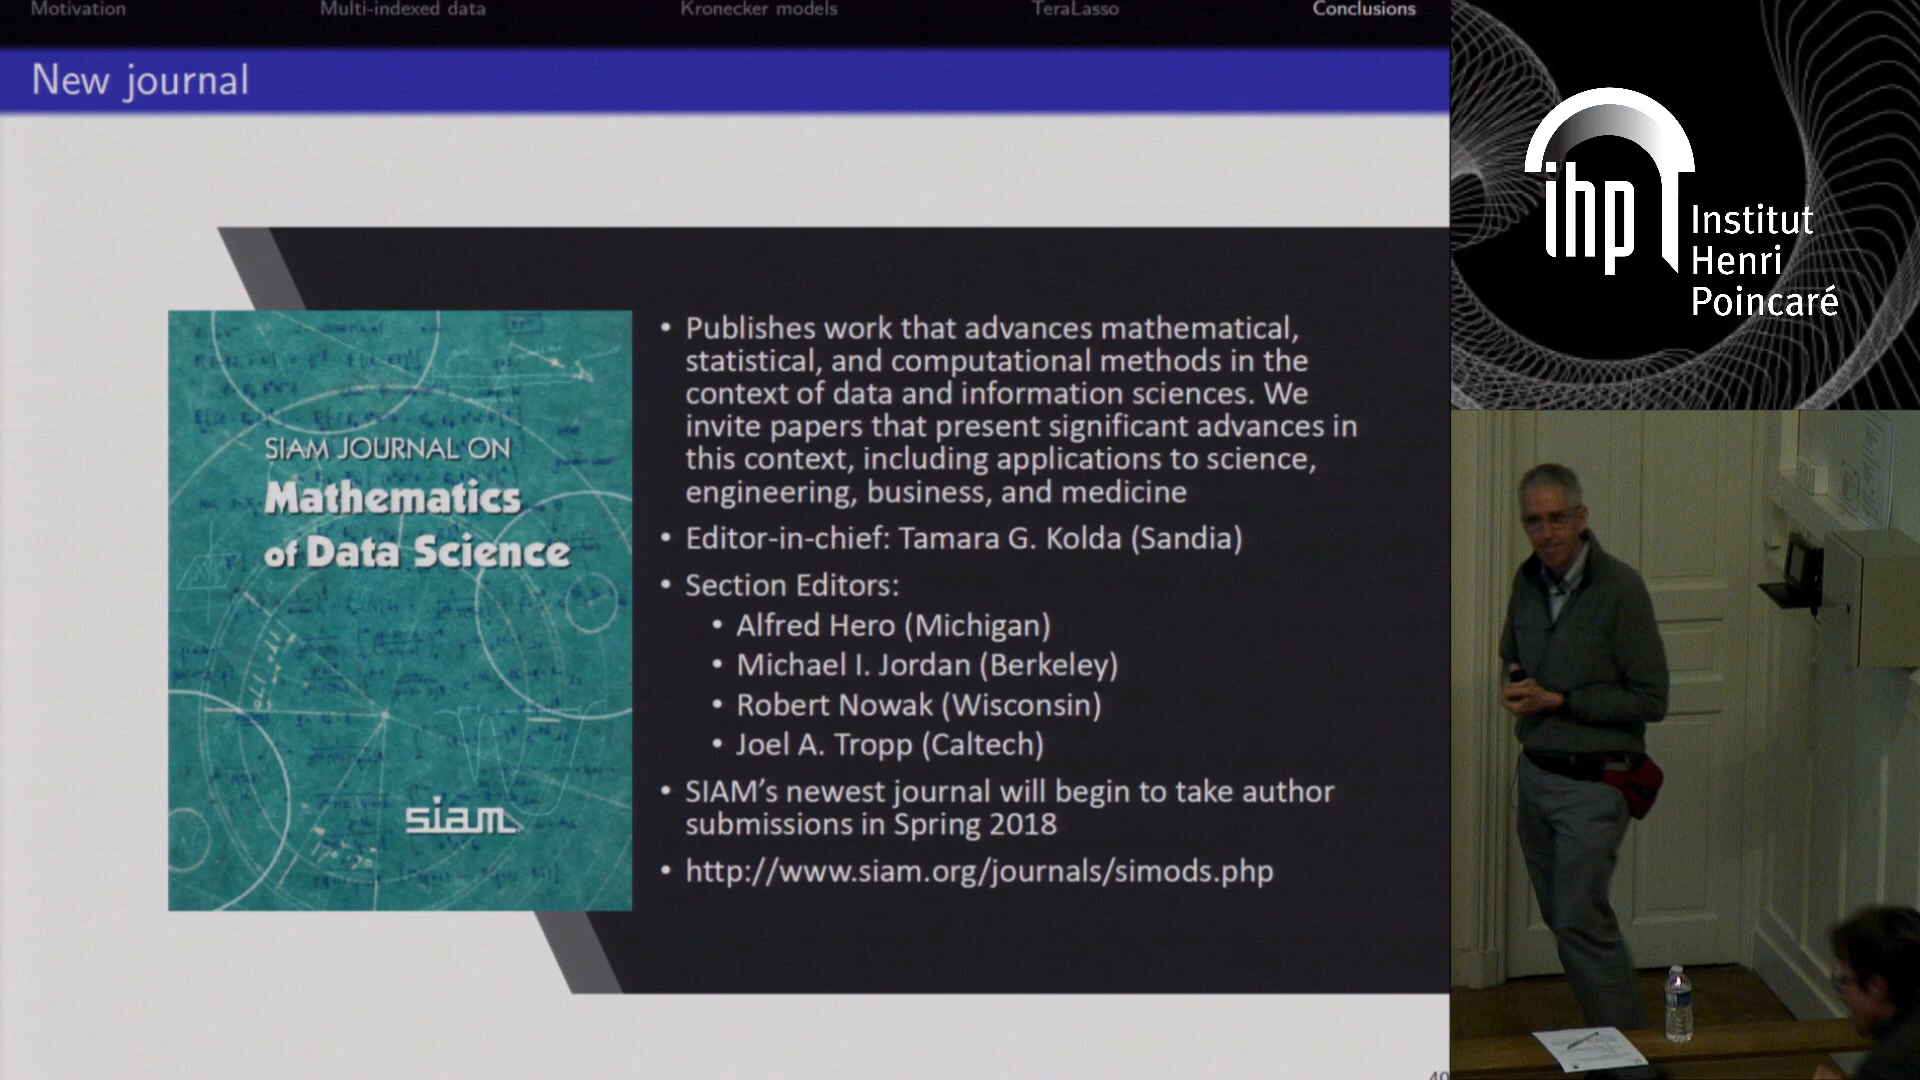 Motivation
Multi-indexed data
Kronecker models
TeraLasso
Conclusions
New journal
SIAM JOURNAL ON
Mathematics
of Data Science
siam
• Publishes work that advances mathematical,
statistical, and computational methods in the
context of data and information sciences. We
invite papers that present significant advances in
this context, including applications to science,
engineering, business, and medicine
• Editor-in-chief: Tamara G. Kolda (Sandia)
• Section Editors:
• Alfred Hero (Michigan)
• Michael I. Jordan (Berkeley)
• Robert Nowak (Wisconsin)
• Joel A. Tropp (Caltech)
• SIAM’s newest journal will begin to take author
submissions in Spring 2018
• http://www.siam.org/journals/simods.php
ihp
Institut
Henri
Poincaré